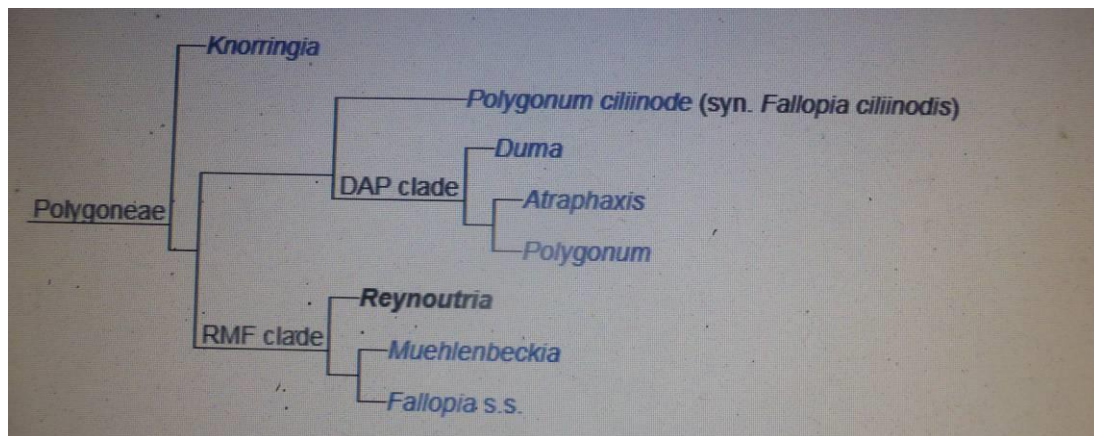 Knorringia
Polygonum ciliinode (syn. Fallopia ciliinodis)
Duma
DAP clade
Atraphaxis
Polygoneae
Polygonum
Reynoutria
RMF clade
Muehlenbeckia
Fallopia s.s.